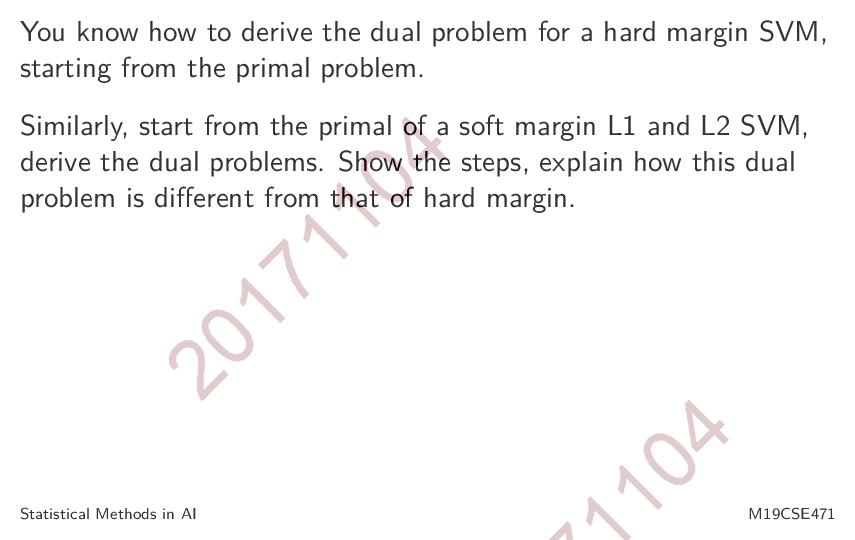 You know how to derive the dual problem for a hard margin SVM,
starting from the primal problem.
Similarly, start from the primal of a soft margin L1 and L2 SVM,
derive the dual problems. Show the steps, explain how this dual
problem is different from that of hard margin.
20171104
71104
Statistical Methods in AI
M19CSE471